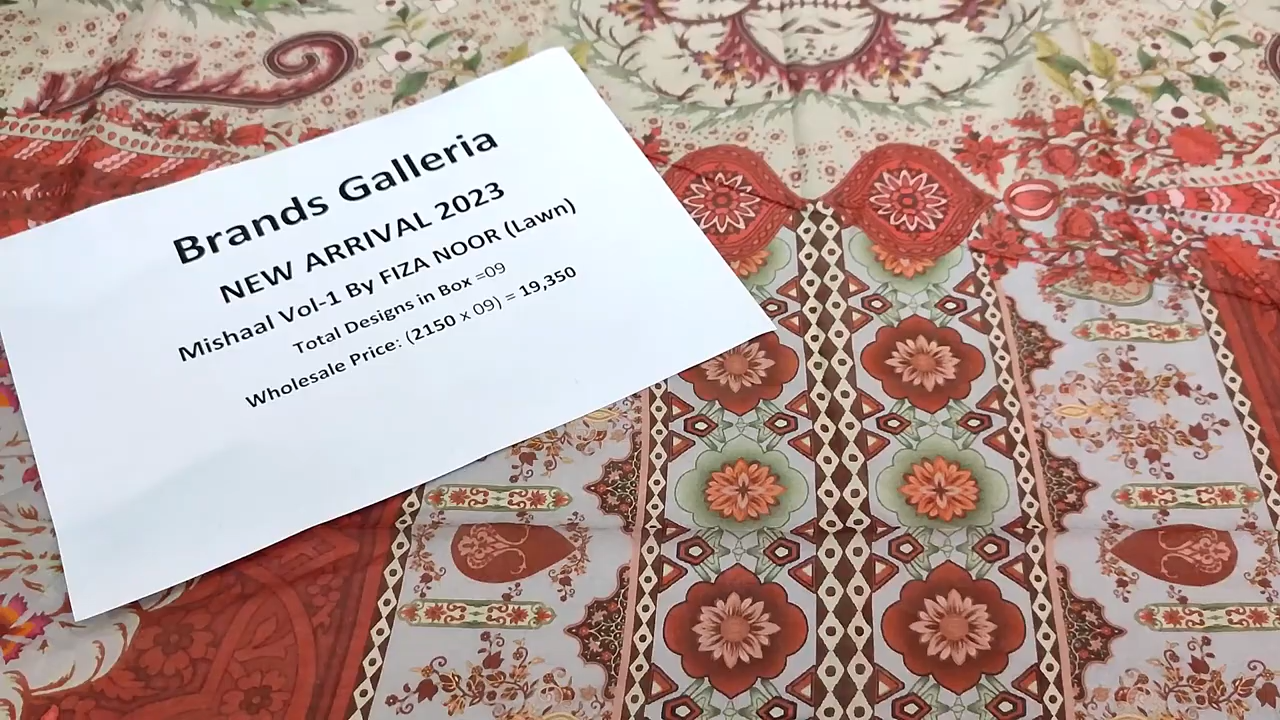 Brands Galleria
NEW ARRIVAL 2023
Mishaal Vol-1 By FIZA NOOR (Lawn)
Total Designs in Box =09
Wholesale Price: (2150 x 09) = 19,350